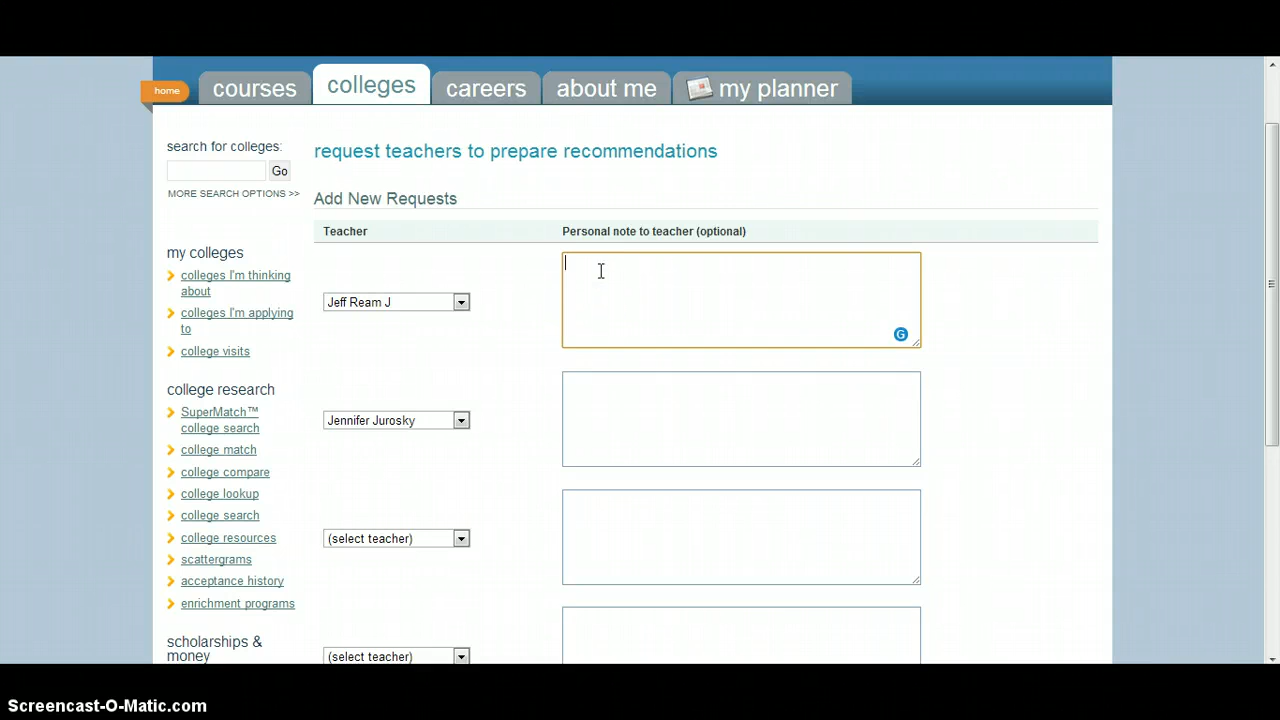 home
courses
colleges
careers
about me
my planner
search for colleges:
Go
MORE SEARCH OPTIONS >>
my colleges
colleges I'm thinking
about
colleges I'm applying
to
college visits
college research
SuperMatch™
college search
college match
college compare
college lookup
college search
college resources
scattergrams
acceptance history
enrichment programs
scholarships &
money
request teachers to prepare recommendations
Add New Requests
Teacher
Personal note to teacher (optional)
Jeff Ream J
G
Jennifer Jurosky
(select teacher)
(select teacher)
Screencast-O-Matic.com